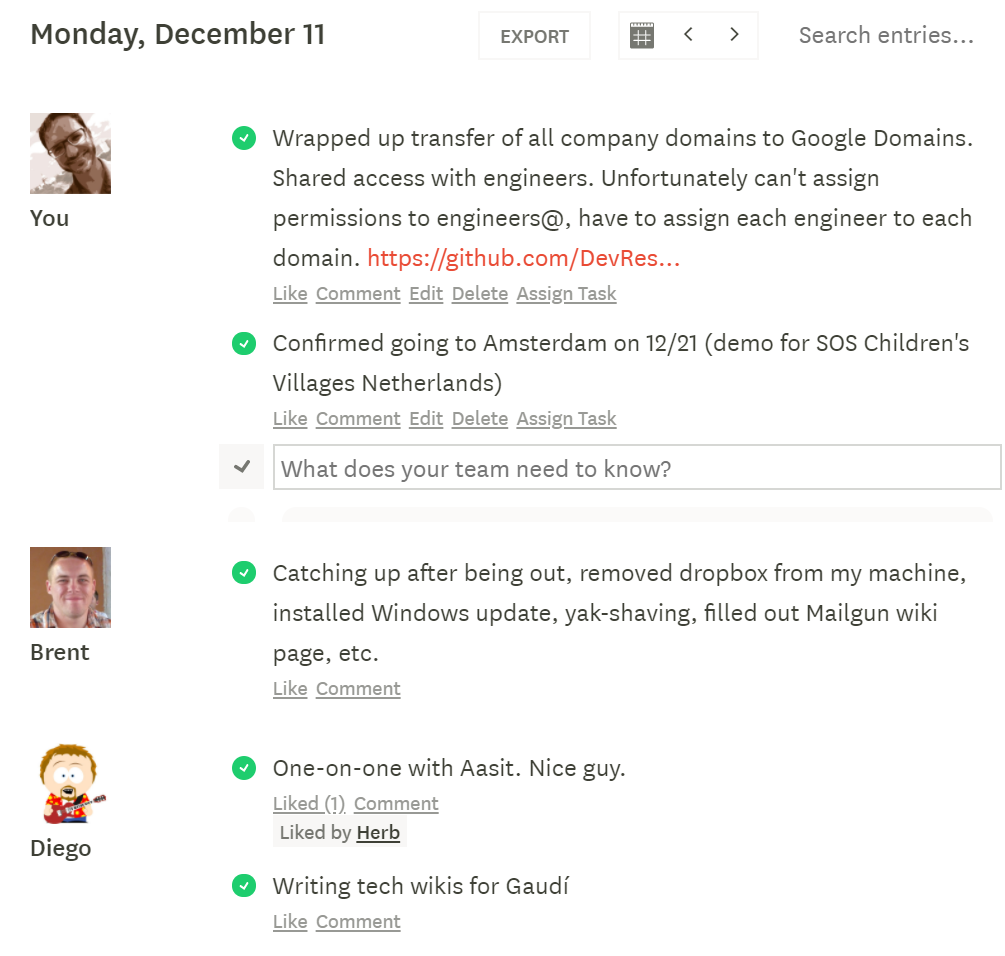 Monday, December 11
EXPORT
Search entries...
You
Wrapped up transfer of all company domains to Google Domains.
Shared access with engineers. Unfortunately can't assign
permissions to engineers@, have to assign each engineer to each
domain. https://github.com/DevRes...
Like Comment Edit Delete Assign Task
Confirmed going to Amsterdam on 12/21 (demo for SOS Children's
Villages Netherlands)
Like Comment Edit Delete Assign Task
What does your team need to know?
Brent
Catching up after being out, removed dropbox from my machine,
installed Windows update, yak-shaving, filled out Mailgun wiki
page, etc.
Like Comment
Diego
One-on-one with Aasit. Nice guy.
Liked (1) Comment
Liked by Herb
Writing tech wikis for Gaudí
Like Comment